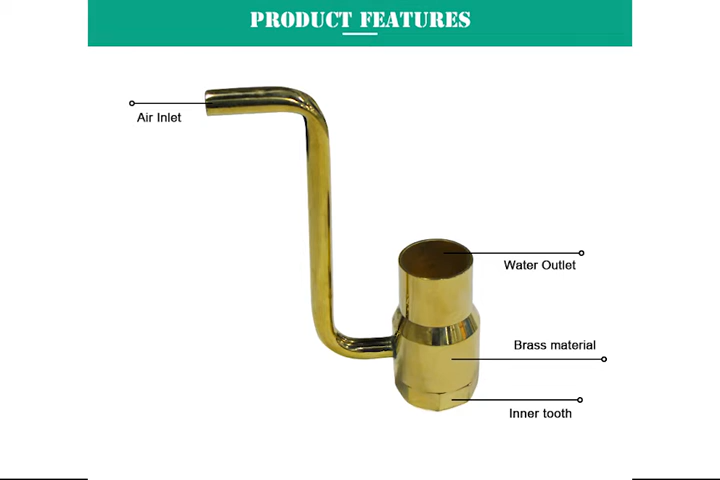 PRODUCT FEATURES
Air Inlet
Water Outlet
Brass material
Inner tooth